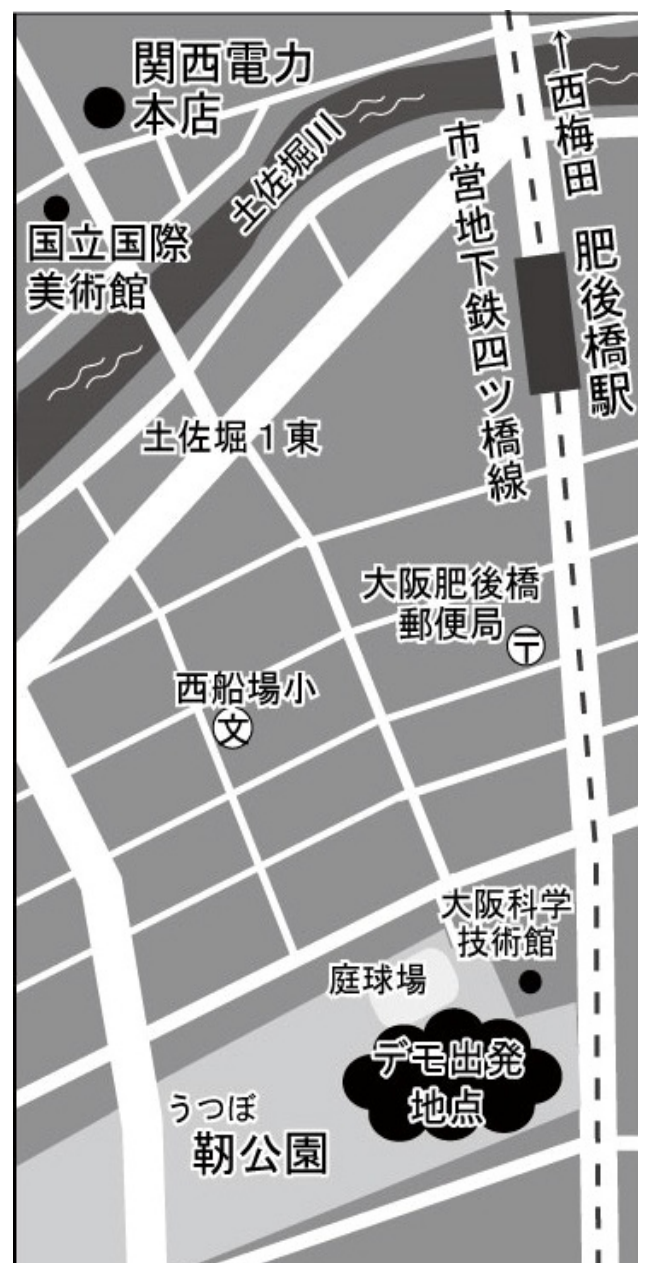 関西電力
本店
←西梅田
土佐堀川
市営地下鉄四ツ橋線
国立国際
美術館
肥後橋駅
土佐堀1東
大阪肥後橋
郵便局
〒
西船場小
文
大阪科学
技術館
庭球場
デモ出発
地点
うつぼ
靭公園